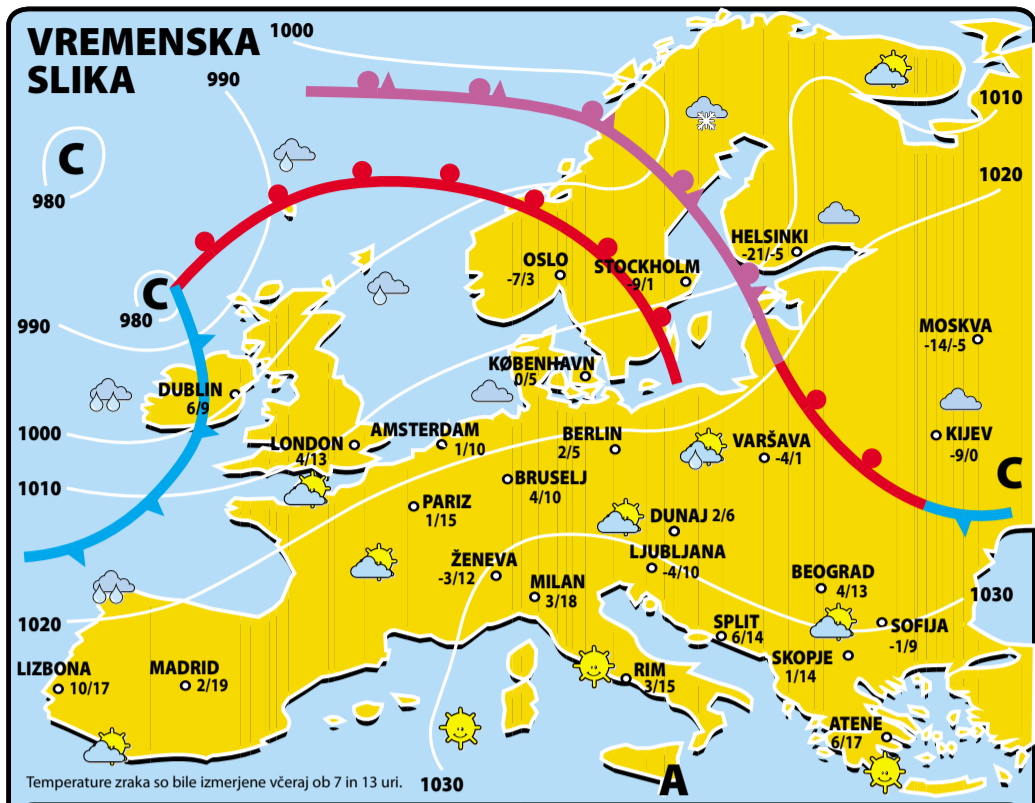 VREMENSKA
SLIKA
1000
990
1010
C
980
1020
HELSINKI
-21/-5
OSLO
-7/3
STOCKHOLM
-9/1
C
980
990
MOSKVA
-14/-5
KØBENHAVN
0/5
DUBLIN
6/9
1000
LONDON
4/13
AMSTERDAM
1/10
BERLIN
2/5
VARŠAVA
-4/1
KIJEV
-9/0
C
1010
BRUSELJ
4/10
PARIZ
1/15
DUNAJ 2/6
LJUBLJANA
-4/10
ŽENEVA
-3/12
MILAN
3/18
BEOGRAD
4/13
1030
1020
SPLIT
6/14
SOFIJA
-1/9
SKOPJE
1/14
LIZBONA
10/17
MADRID
2/19
RIM
3/15
ATENE
6/17
Temperature zraka so bile izmerjene včeraj ob 7 in 13 uri.
1030
A